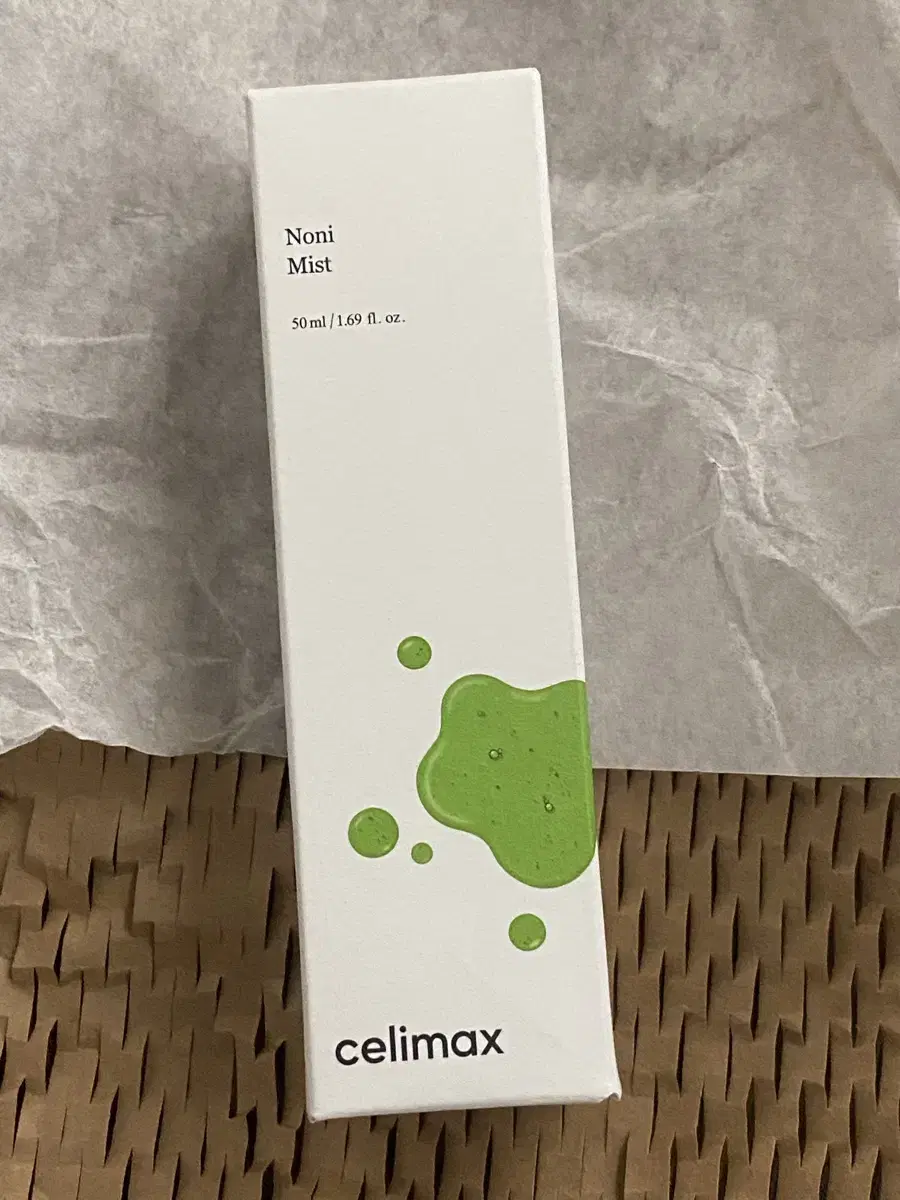 Noni
Mist
50 ml / 1.69 fl. oz.
celimax